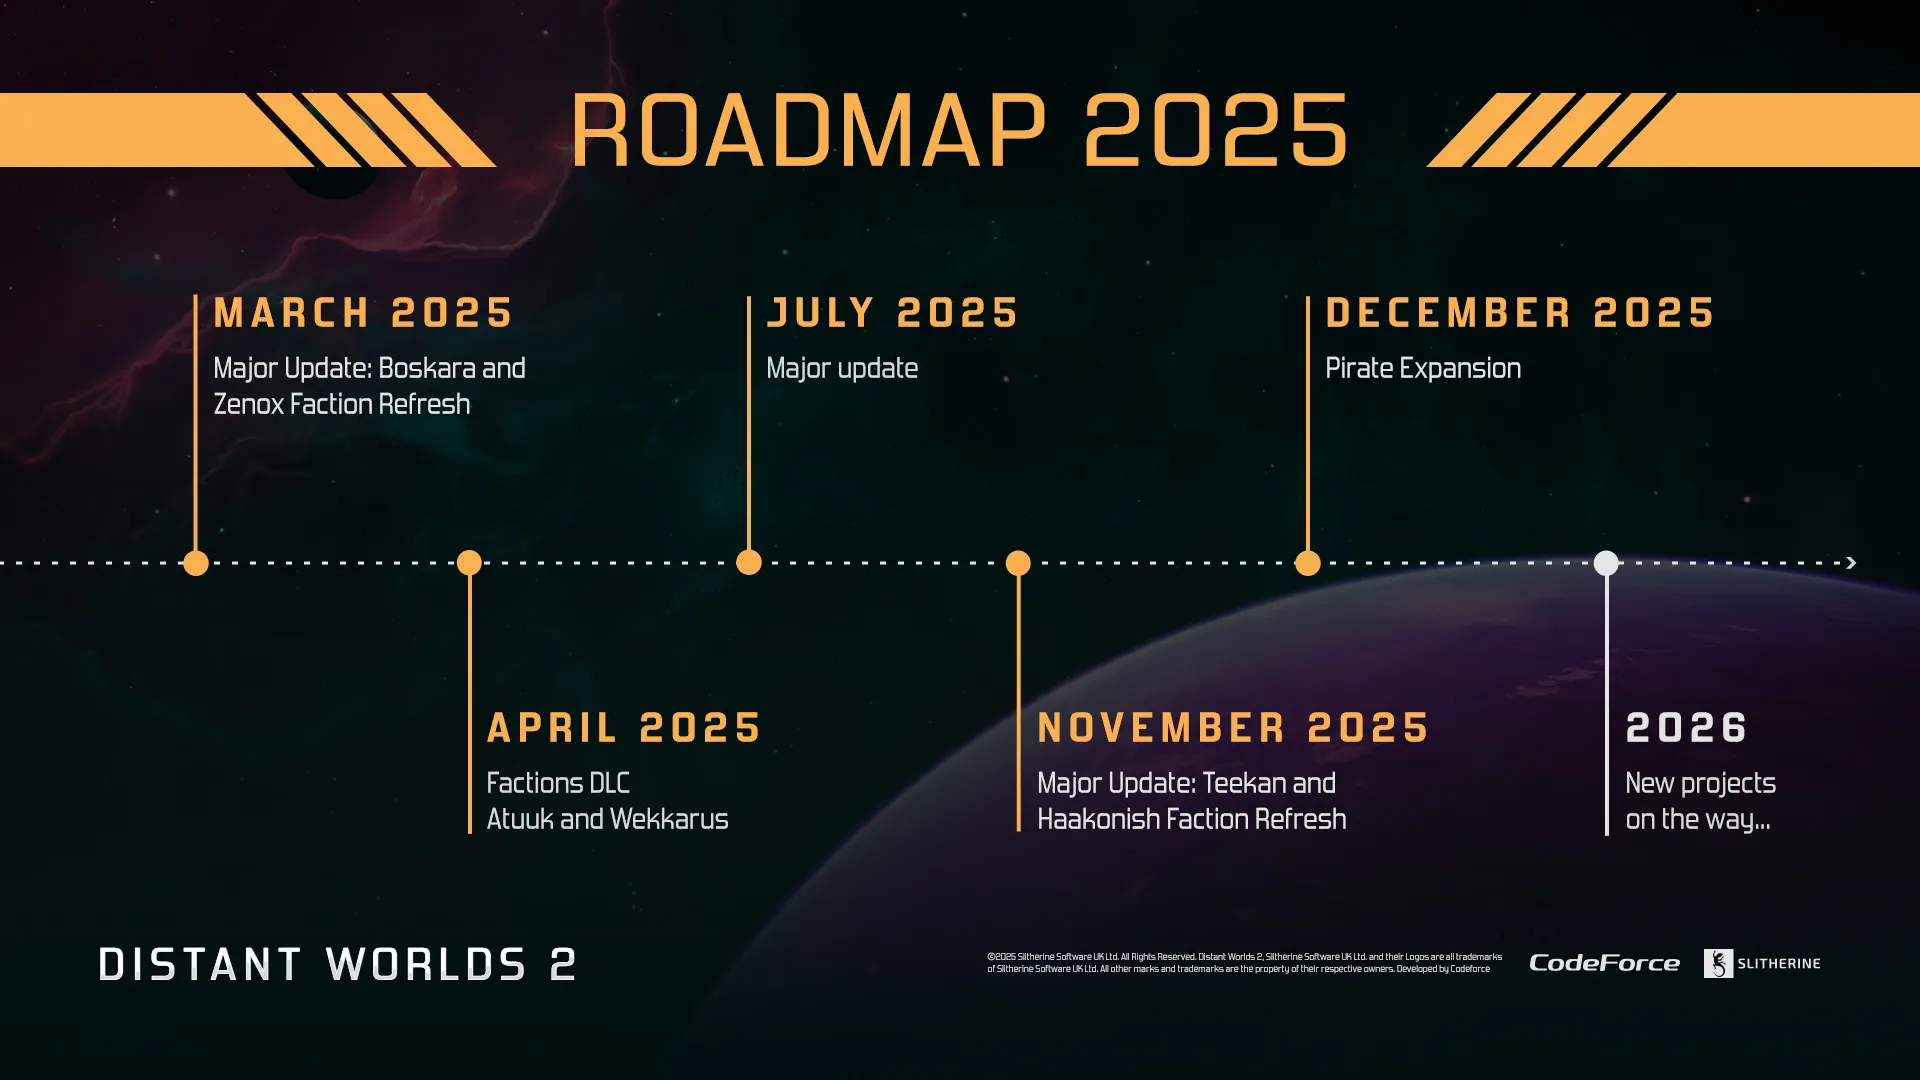 ROADMAP 2025
MARCH 2025
Major Update: Boskara and
Zenox Faction Refresh
JULY 2025
Major update
DECEMBER 2025
Pirate Expansion
APRIL 2025
Factions DLC
Atuuk and Wekkarus
NOVEMBER 2025
Major Update: Teekan and
Haakonish Faction Refresh
2026
New projects
on the way...
DISTANT WORLDS 2
©2025 Slitherine Software UK Ltd. All Rights Reserved. Distant Worlds 2, Slitherine Software UK Ltd. and their Logos are all trademarks
of Slitherine Software UK Ltd. All other marks and trademarks are the property of their respective owners. Developed by Codeforce
CodeForce
SLITHERINE